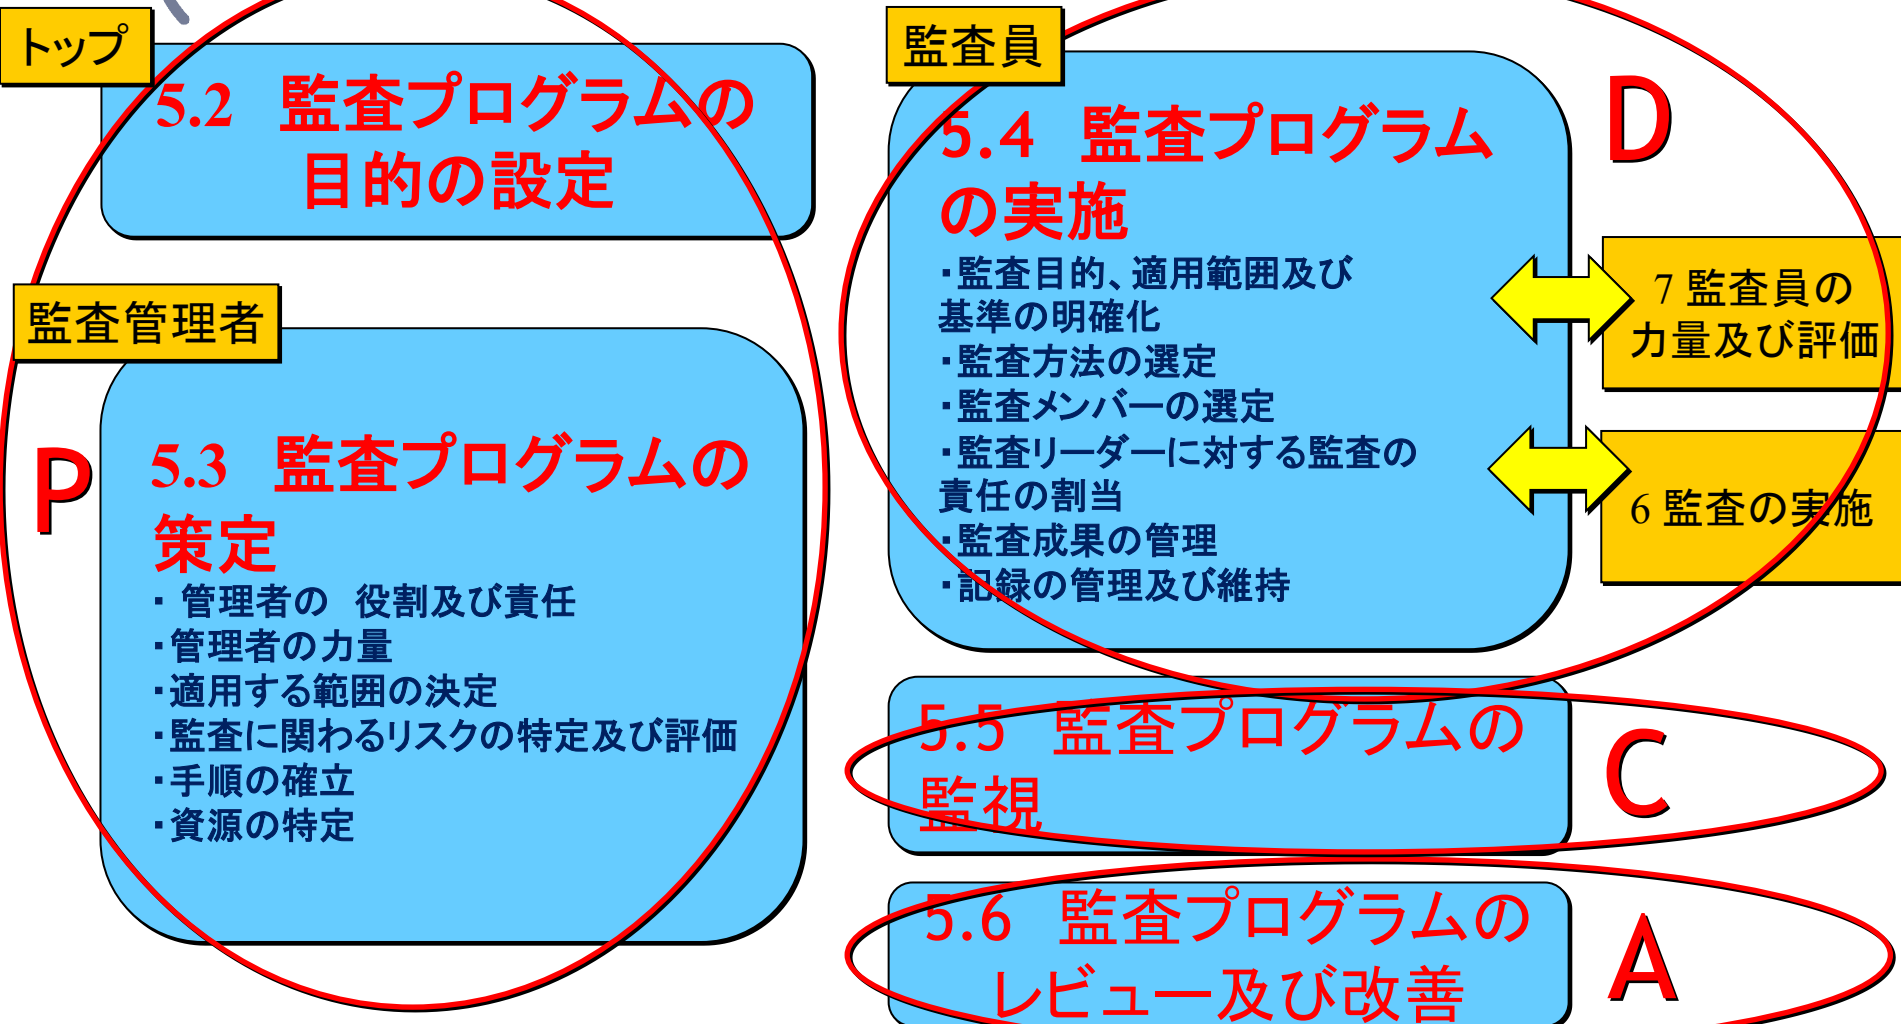 トップ
5.2 監査プログラムの
目的の設定
監査管理者
P
5.3 監査プログラムの
策定
・ 管理者の 役割及び責任
・管理者の力量
・適用する範囲の決定
・監査に関わるリスクの特定及び評価
・手順の確立
・資源の特定
監査員
D
5.4 監査プログラム
の実施
・監査目的、適用範囲及び
基準の明確化
・監査方法の選定
・監査メンバーの選定
・監査リーダーに対する監査の
責任の割当
・監査成果の管理
・記録の管理及び維持
7 監査員の
力量及び評価
6 監査の実施
5.5 監査プログラムの
監視
C
5.6 監査プログラムの
レビュー及び改善
A